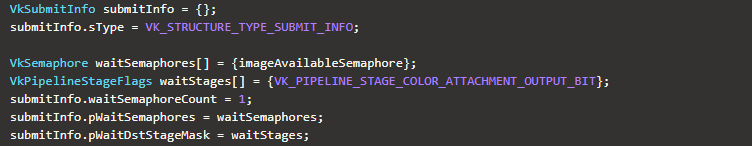 VkSubmitInfo submitInfo = {};
submitInfo.sType = VK_STRUCTURE_TYPE_SUBMIT_INFO;
VkSemaphore waitSemaphores[] = {imageAvailableSemaphore};
VkPipelineStageFlags waitStages[] = {VK_PIPELINE_STAGE_COLOR_ATTACHMENT_OUTPUT_BIT};
submitInfo.waitSemaphoreCount = 1;
submitInfo.pWaitSemaphores = waitSemaphores;
submitInfo.pWaitDstStageMask = waitStages;